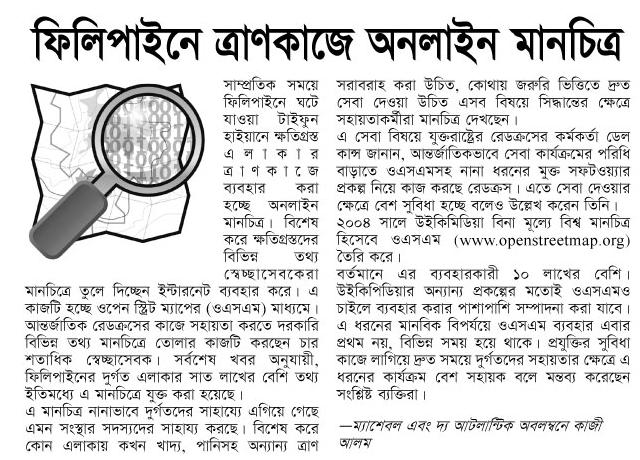 ফিলিপাইনে ত্রাণকাজে অনলাইন মানচিত্র
সাম্প্রতিক সময়ে
ফিলিপাইনে ঘটে
যাওয়া টাইফুন
হাইয়ানে ক্ষতিগ্রস্ত
এলাকার
ত্রাণকাজে
ব্যবহার করা
হচ্ছে অনলাইন
মানচিত্র। বিশেষ
করে ক্ষতিগ্রস্তদের
বিভিন্ন তথ্য
স্বেচ্ছাসেবকেরা
মানচিত্রে তুলে দিচ্ছেন ইন্টারনেট ব্যবহার করে। এ
কাজটি হচ্ছে ওপেন স্ট্রিট ম্যাপের (ওএসএম) মাধ্যমে।
আন্তর্জাতিক রেডক্রসের কাজে সহায়তা করতে দরকারি
বিভিন্ন তথ্য মানচিত্রে তোলার কাজটি করছেন চার
শতাধিক স্বেচ্ছাসেবক। সর্বশেষ খবর অনুযায়ী,
ফিলিপাইনের দুর্গত এলাকার সাত লাখের বেশি তথ্য
ইতিমধ্যে এ মানচিত্রে যুক্ত করা হয়েছে।
এ মানচিত্র নানাভাবে দুর্গতদের সাহায্যে এগিয়ে গেছে
এমন সংস্থার সদস্যদের সাহায্য করছে। বিশেষ করে
কোন এলাকায় কখন খাদ্য, পানিসহ অন্যান্য ত্রাণ
সরাবরাহ করা উচিত, কোথায় জরুরি ভিত্তিতে দ্রুত
সেবা দেওয়া উচিত এসব বিষয়ে সিদ্ধান্তের ক্ষেত্রে
সহায়তাকর্মীরা মানচিত্র দেখছেন।
এ সেবা বিষয়ে যুক্তরাষ্ট্রের রেডক্রসের কর্মকর্তা ডেল
কান্স জানান, আন্তর্জাতিকভাবে সেবা কার্যক্রমের পরিধি
বাড়াতে ওএসএমসহ নানা ধরনের মুক্ত সফটওয়্যার
প্রকল্প নিয়ে কাজ করছে রেডক্রস। এতে সেবা দেওয়ার
ক্ষেত্রে বেশ সুবিধা হচ্ছে বলেও উল্লেখ করেন তিনি।
২০০৪ সালে উইকিমিডিয়া বিনা মূল্যে বিশ্ব মানচিত্র
হিসেবে ওএসএম (www.openstreetmap.org)
তৈরি করে।
বর্তমানে এর ব্যবহারকারী ১০ লাখের বেশি।
উইকিপিডিয়ার অন্যান্য প্রকল্পের মতোই ওএসএমও
চাইলে ব্যবহার করার পাশাপাশি সম্পাদনা করা যাবে।
এ ধরনের মানবিক বিপর্যয়ে ওএসএম ব্যবহার এবার
প্রথম নয়, বিভিন্ন সময় হয়ে থাকে। প্রযুক্তির সুবিধা
কাজে লাগিয়ে দ্রুত সময়ে দুর্গতদের সহায়তার ক্ষেত্রে এ
ধরনের কার্যক্রম বেশ সহায়ক বলে মন্তব্য করেছেন
সংশ্লিষ্ট ব্যক্তিরা।
—ম্যাশেবল এবং দ্য আটলান্টিক অবলম্বনে কাজী
আলম